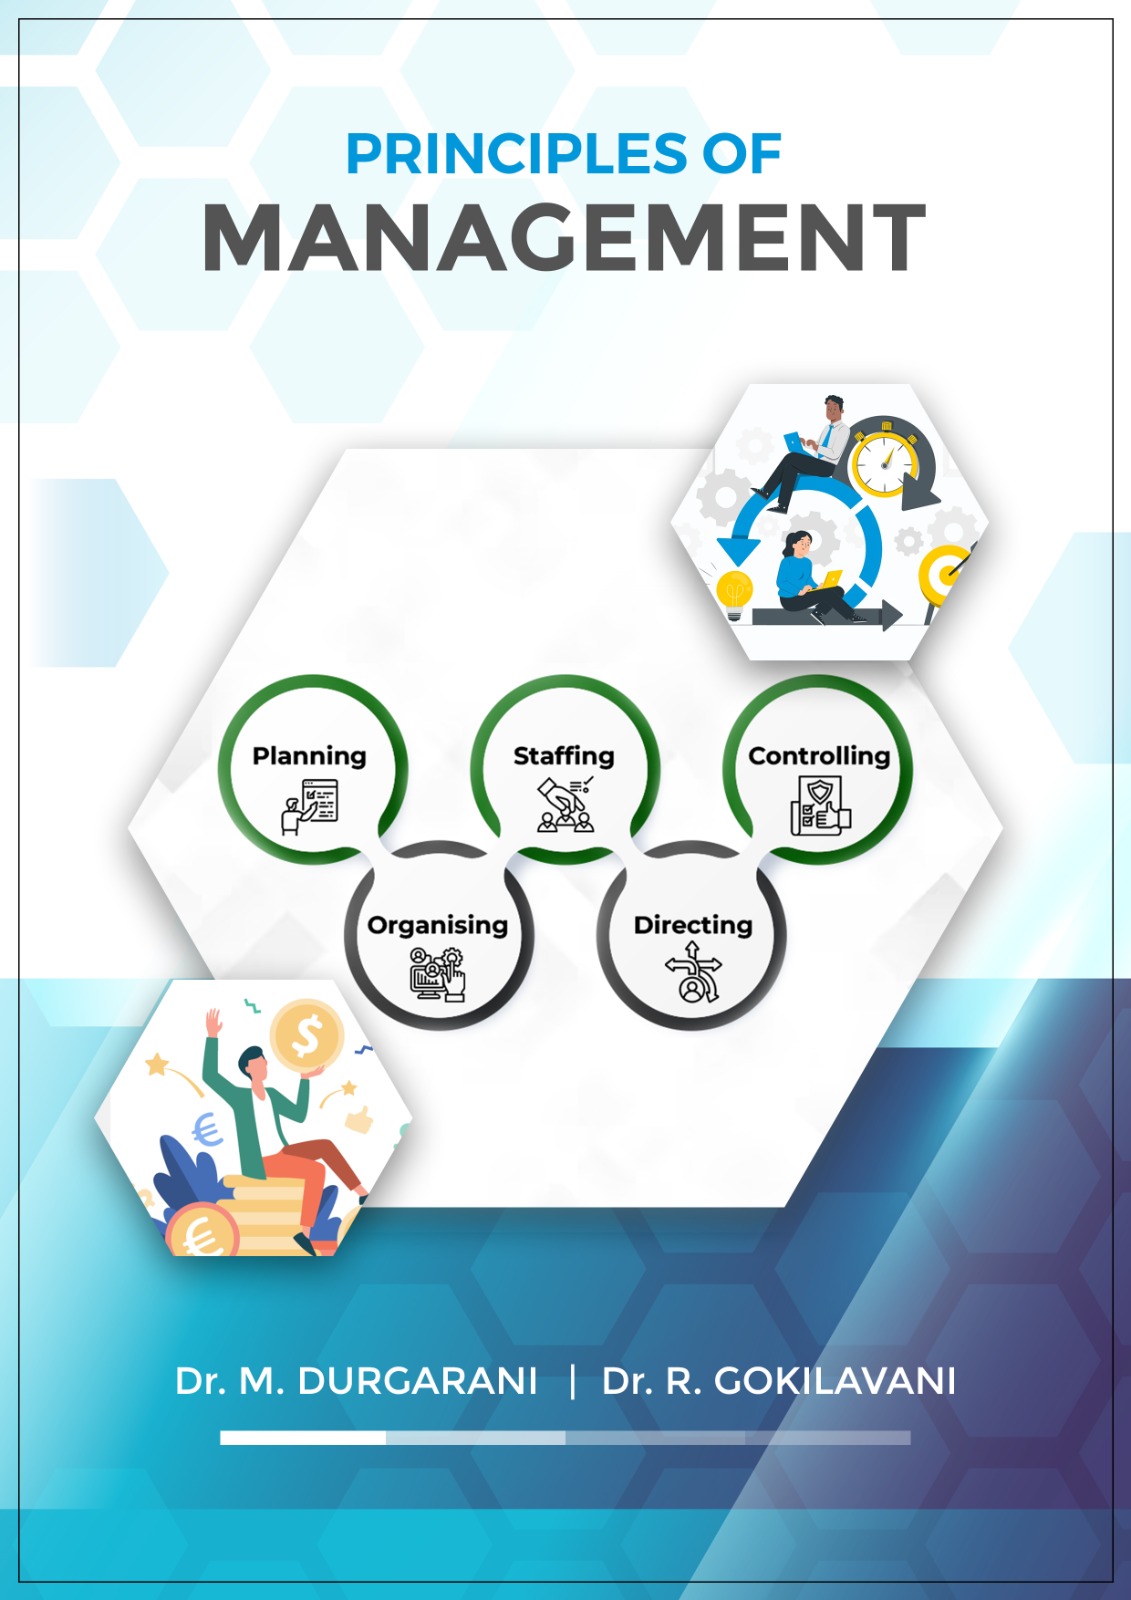 PRINCIPLES OF
MANAGEMENT
Planning
Staffing
Controlling
Organising
Directing
Dr. M. DURGARANI | Dr. R. GOKILAVANI